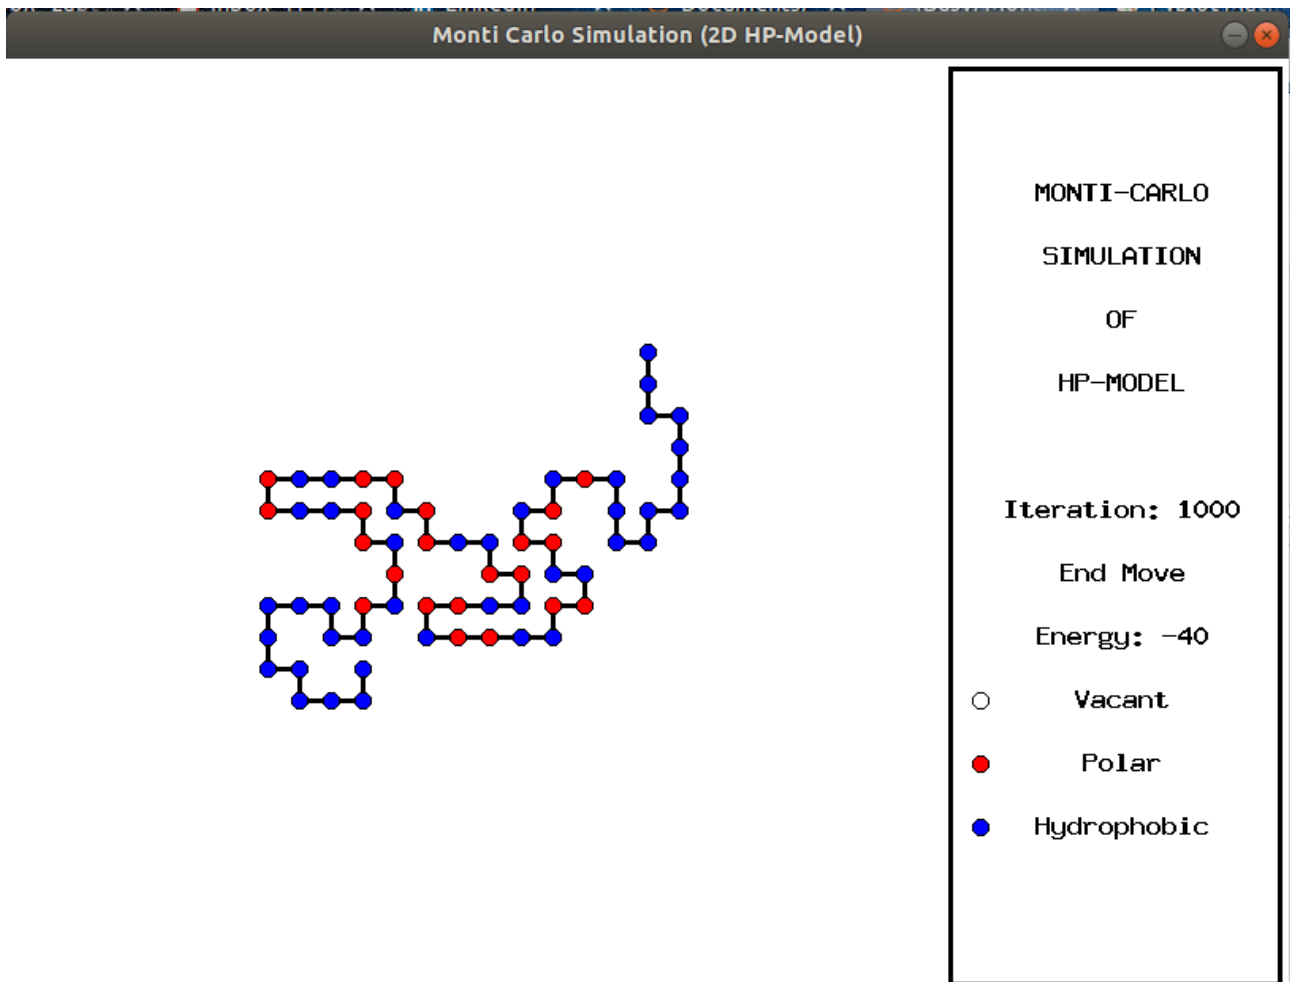 Monti Carlo Simulation (2D HP-Model)
MONTI-CARLO
SIMULATION
OF
HP-MODEL
Iteration: 1000
End Move
Energy: -40
Vacant
Polar
Hydrophobic